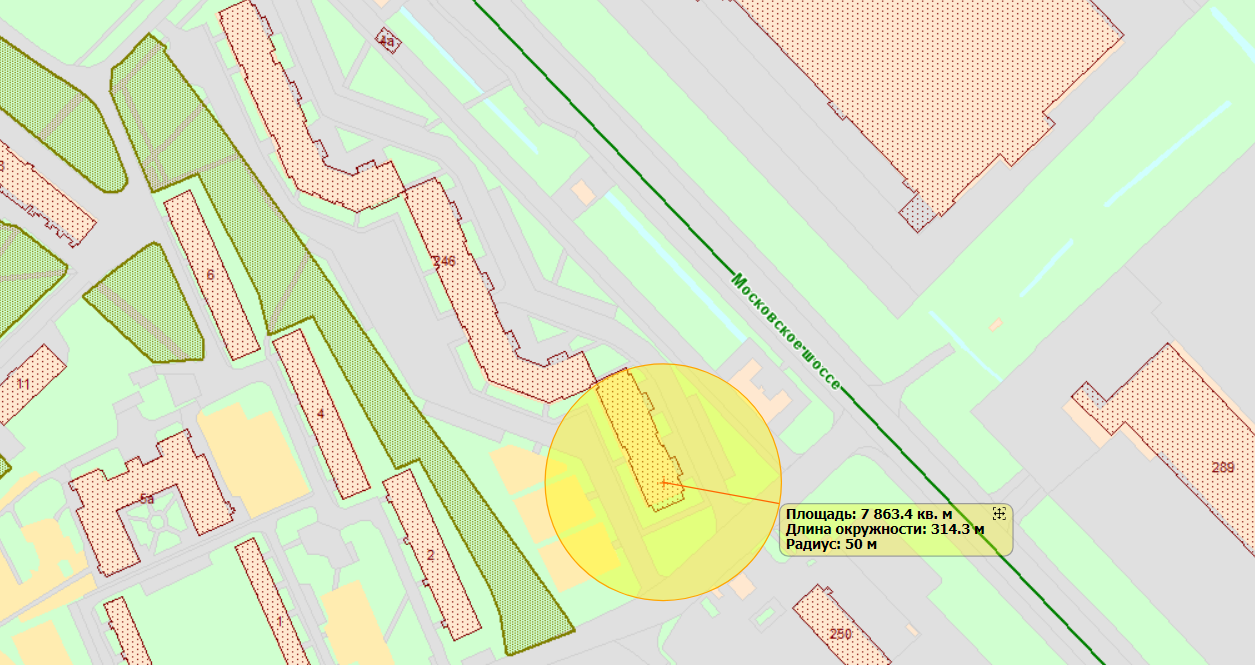 4а
246
6
Московское шоссе
11
4
5а
289
Площадь: 7 863.4 кв. м
Длина окружности: 314.3 м
Радиус: 50 м
2
1
250